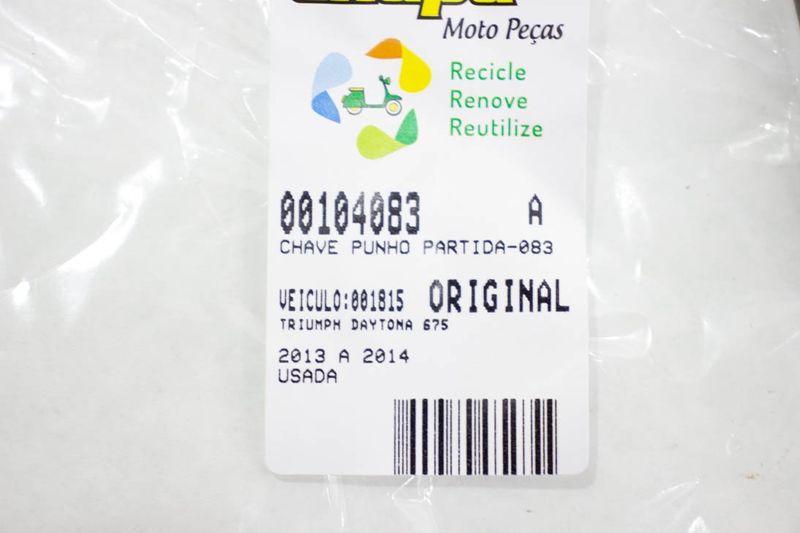 Moto Peças
Recicle
Renove
Reutilize
00104083 A
CHAVE PUNHO PARTIDA-083
VEICULO:001815 ORIGINAL
TRIUMPH DAYTONA 675
2013 A 2014
USADA